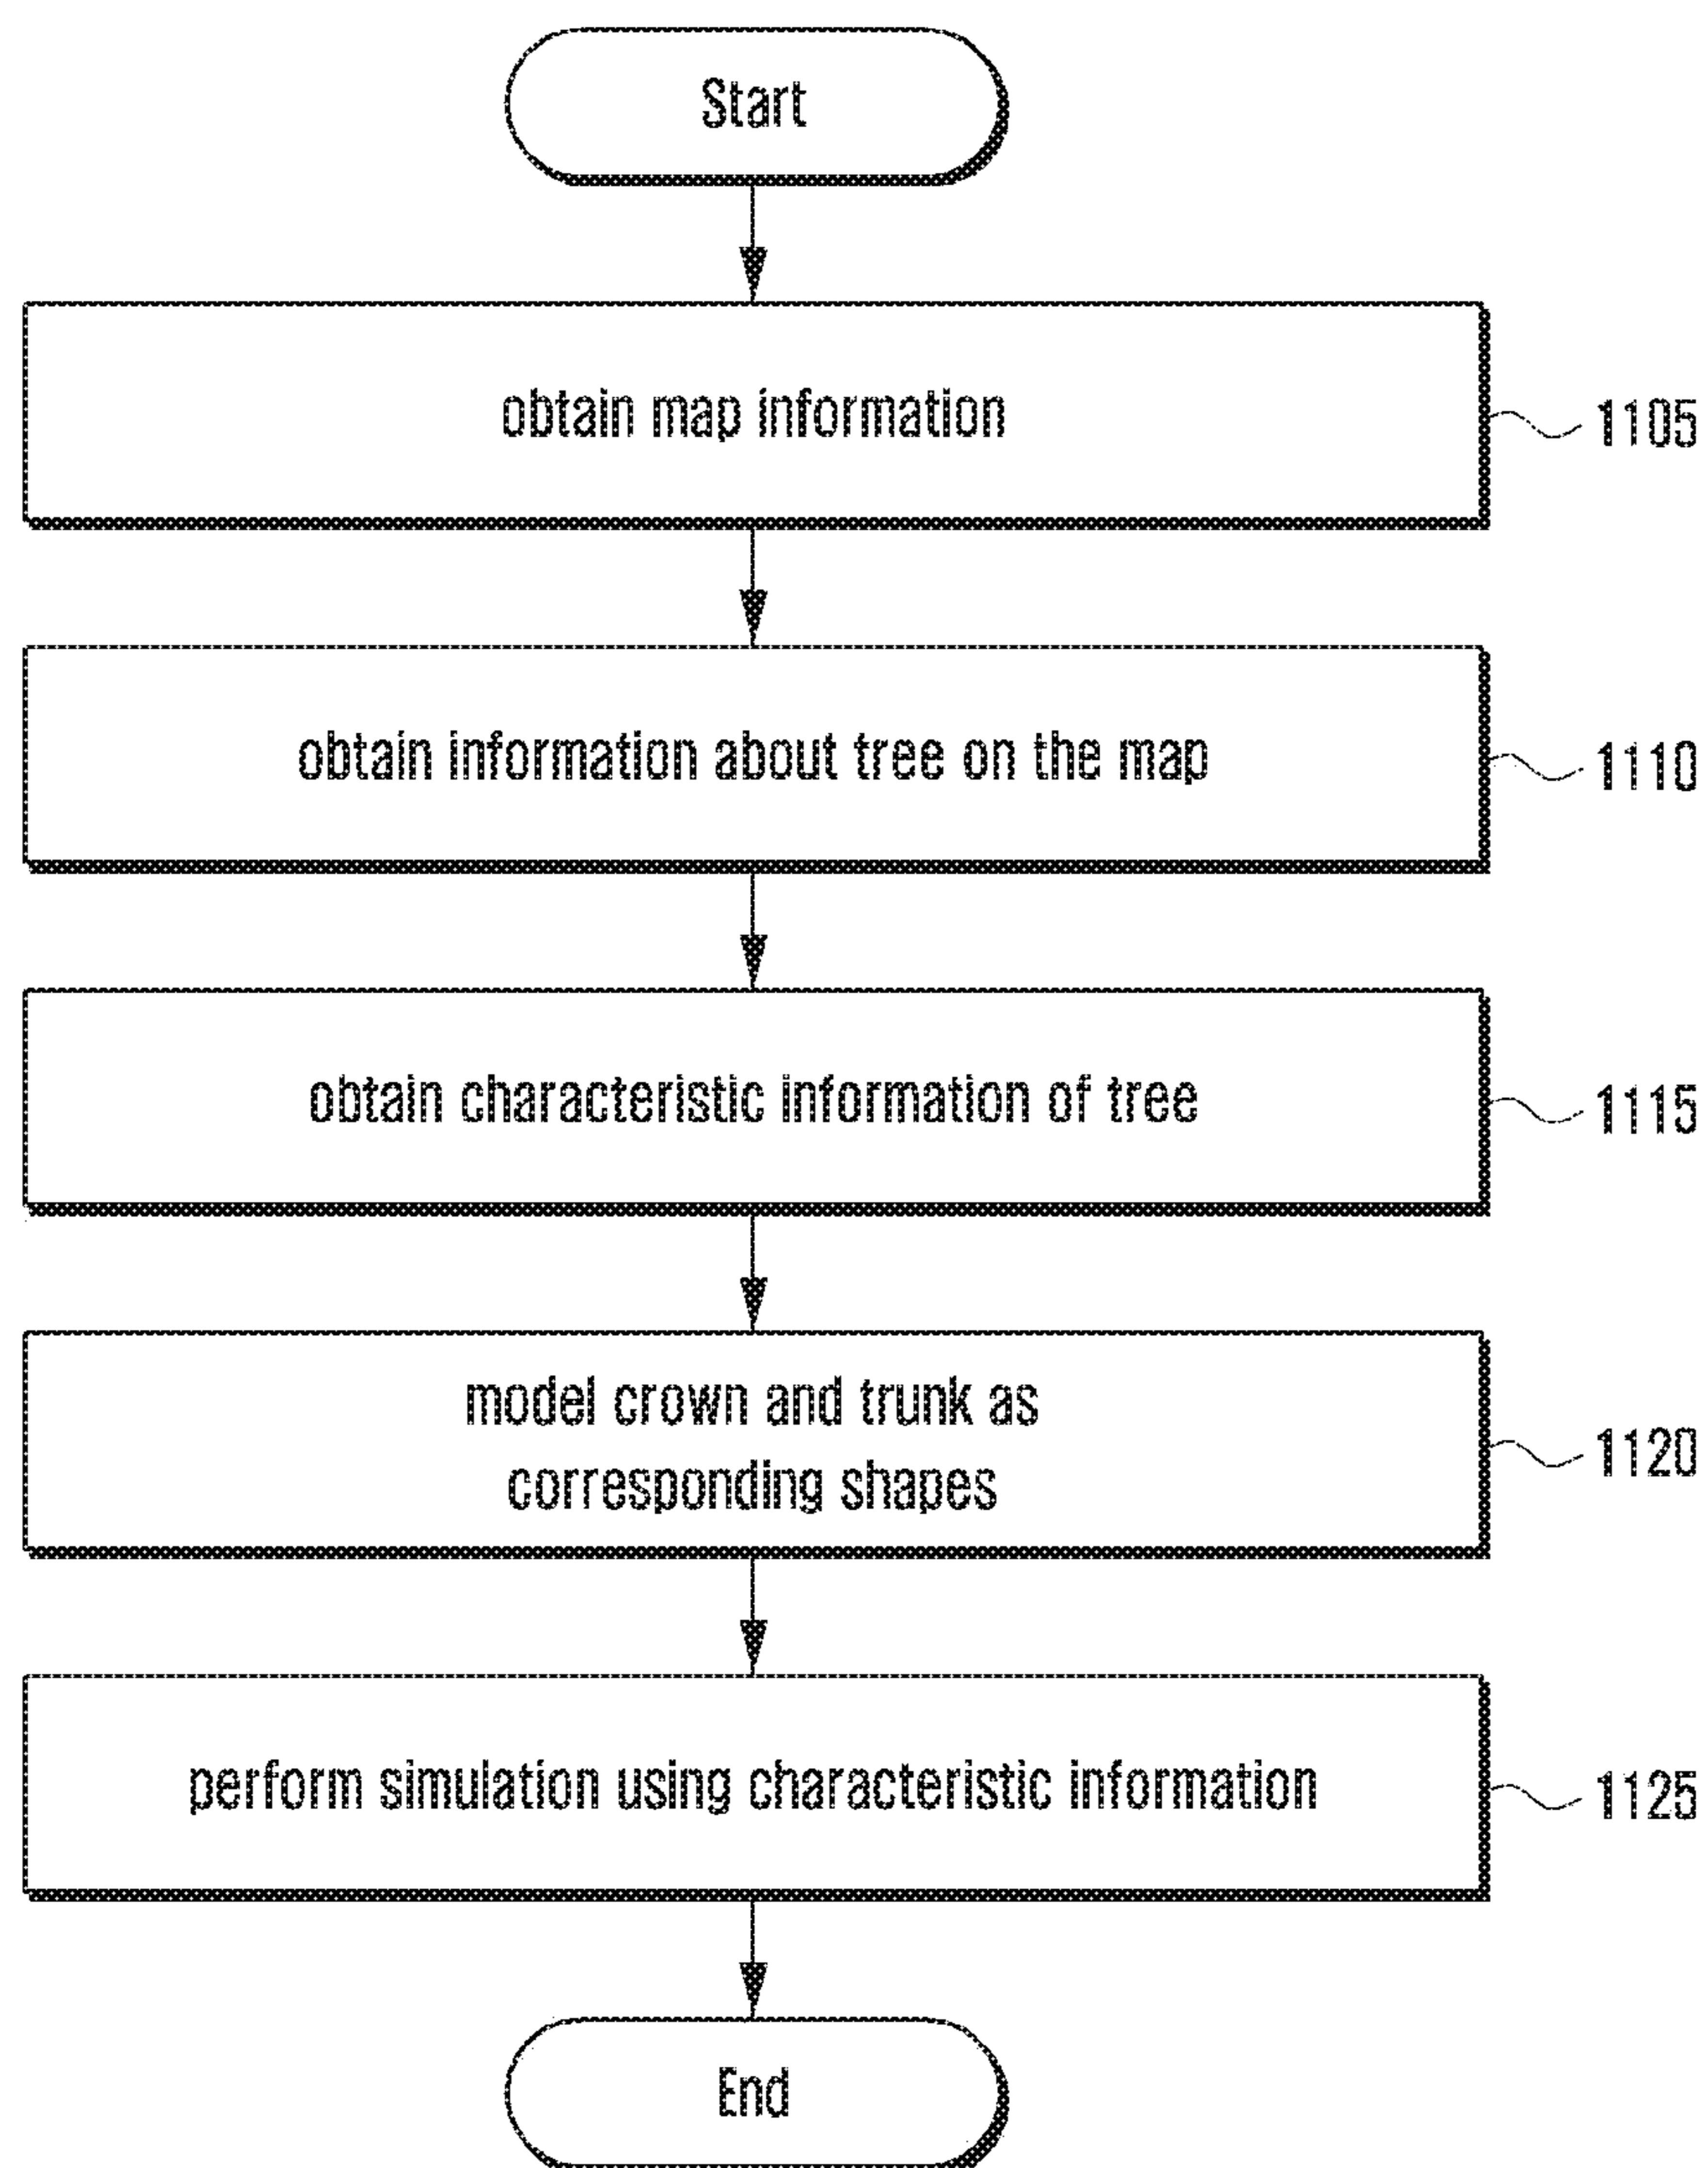 Start
obtain map information
1105
obtain information about tree on the map
1110
obtain characteristic information of tree
1115
model crown and trunk as
corresponding shapes
1120
perform simulation using characteristic information
1125
End